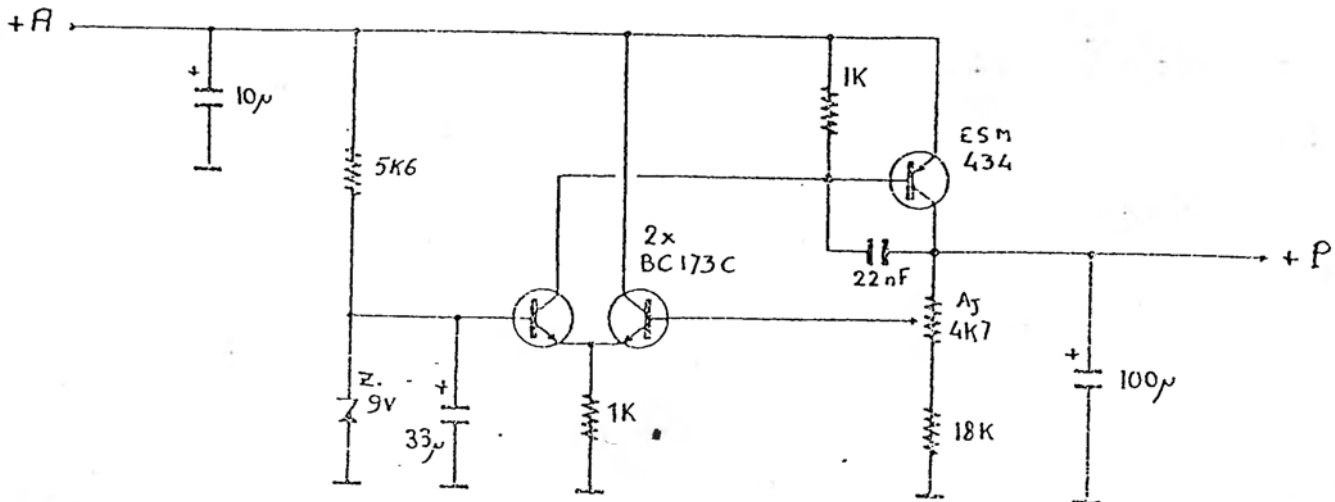 +A
10µ
5K6
1K
ESM
434
2x
BC173C
22nF
+P
AJ
4K7
Z.
9V
33µ
1K
18K
100µ